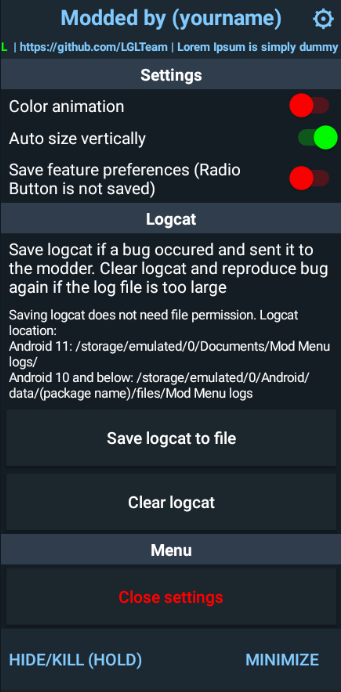 Modded by (yourname)
L | https://github.com/LGLTeam | Lorem Ipsum is simply dummy
Settings
Color animation
Auto size vertically
Save feature preferences (Radio
Button is not saved)
Logcat
Save logcat if a bug occured and sent it to
the modder. Clear logcat and reproduce bug
again if the log file is too large
Saving logcat does not need file permission. Logcat
location:
Android 11: /storage/emulated/0/Documents/Mod Menu
logs/
Android 10 and below: /storage/emulated/0/Android/
data/(package name)/files/Mod Menu logs
Save logcat to file
Clear logcat
Menu
Close settings
HIDE/KILL (HOLD) MINIMIZE